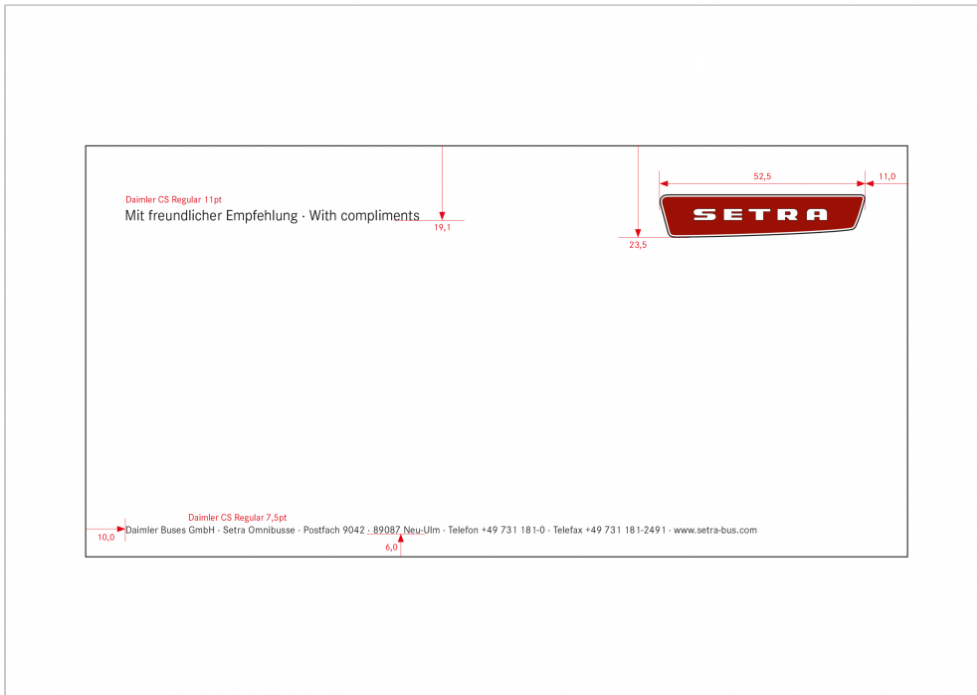 52,5
11,0
Daimler CS Regular 11pt
Mit freundlicher Empfehlung · With compliments
19,1
SETRA
23,5
Daimler CS Regular 7,5pt
Daimler Buses GmbH · Setra Omnibusse · Postfach 9042 · 89087 Neu-Ulm · Telefon +49 731 181-0 · Telefax +49 731 181-2491 · www.setra-bus.com
10,0
6,0